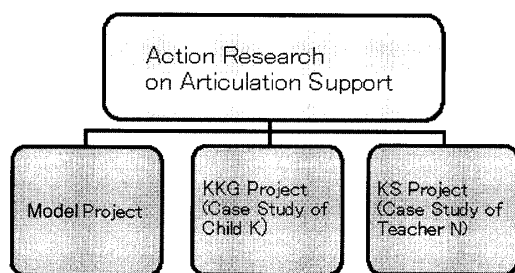 Action Research
on Articulation Support
Model Project
KKG Project
(Case Study of
Child K)
KS Project
(Case Study of
Teacher N)